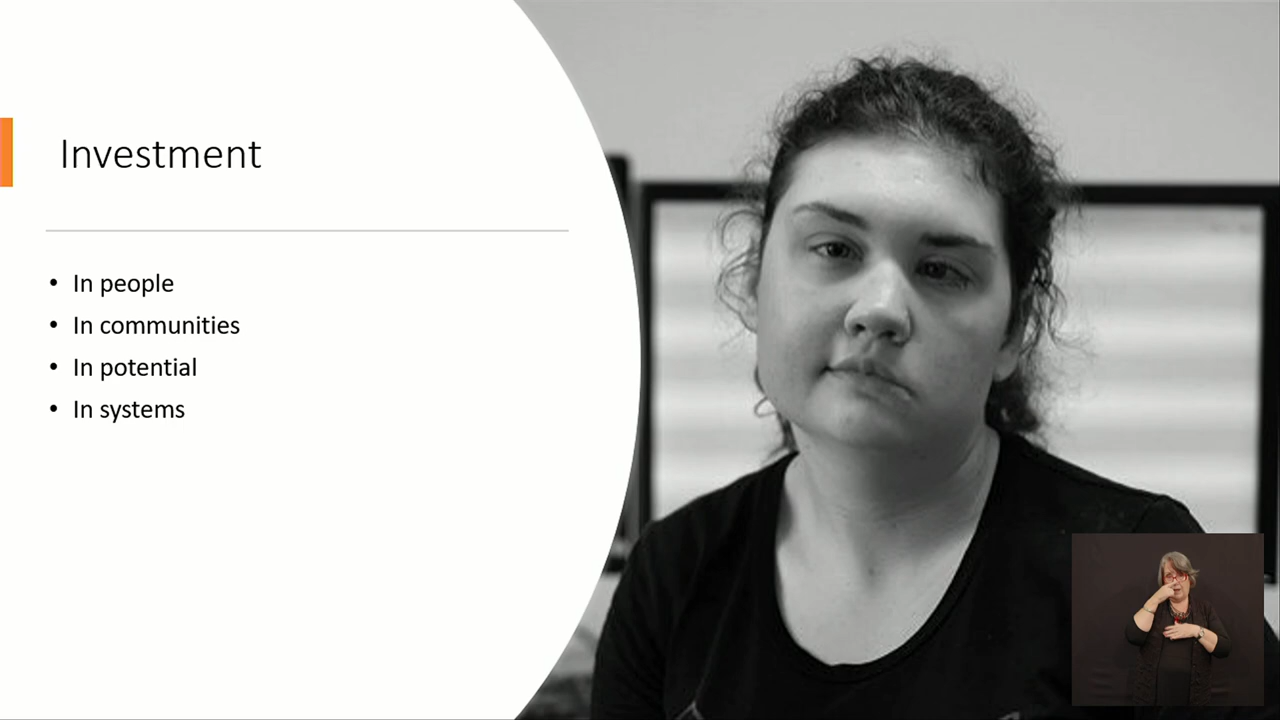 Investment
• In people
• In communities
• In potential
• In systems